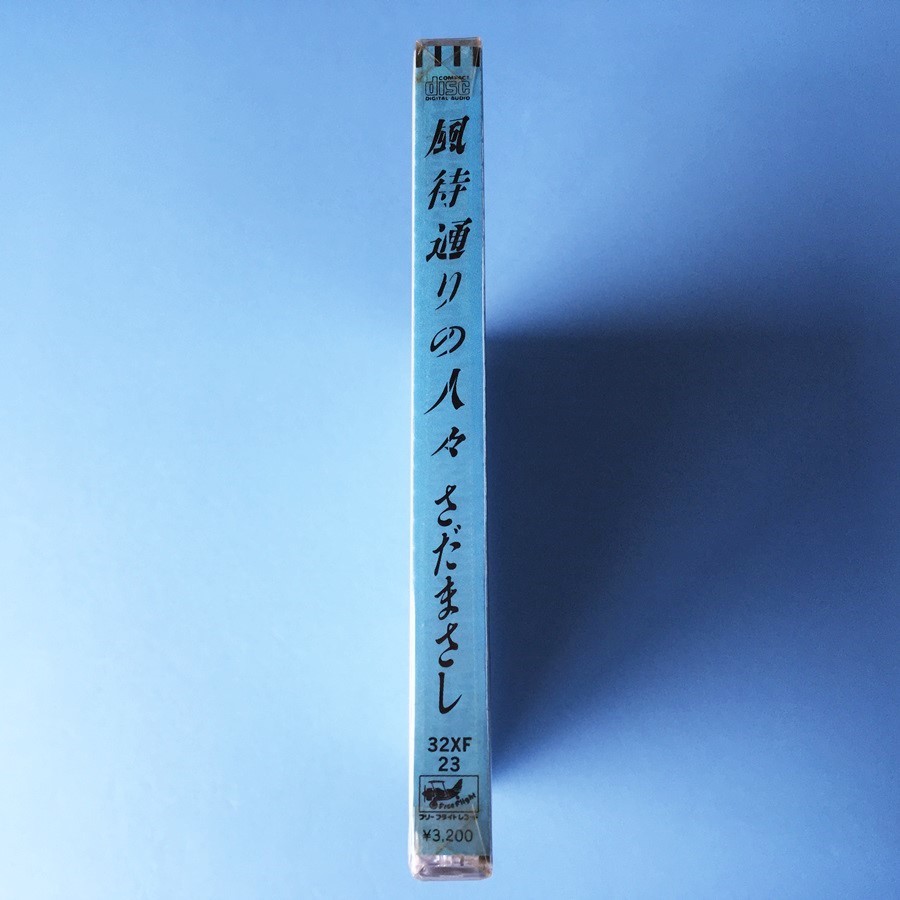 COMPACT
disc
DIGITAL AUDIO
風待通りの人々 さだまさし
32XF
23
Free Flight
フリーフライトレコード
¥3,200